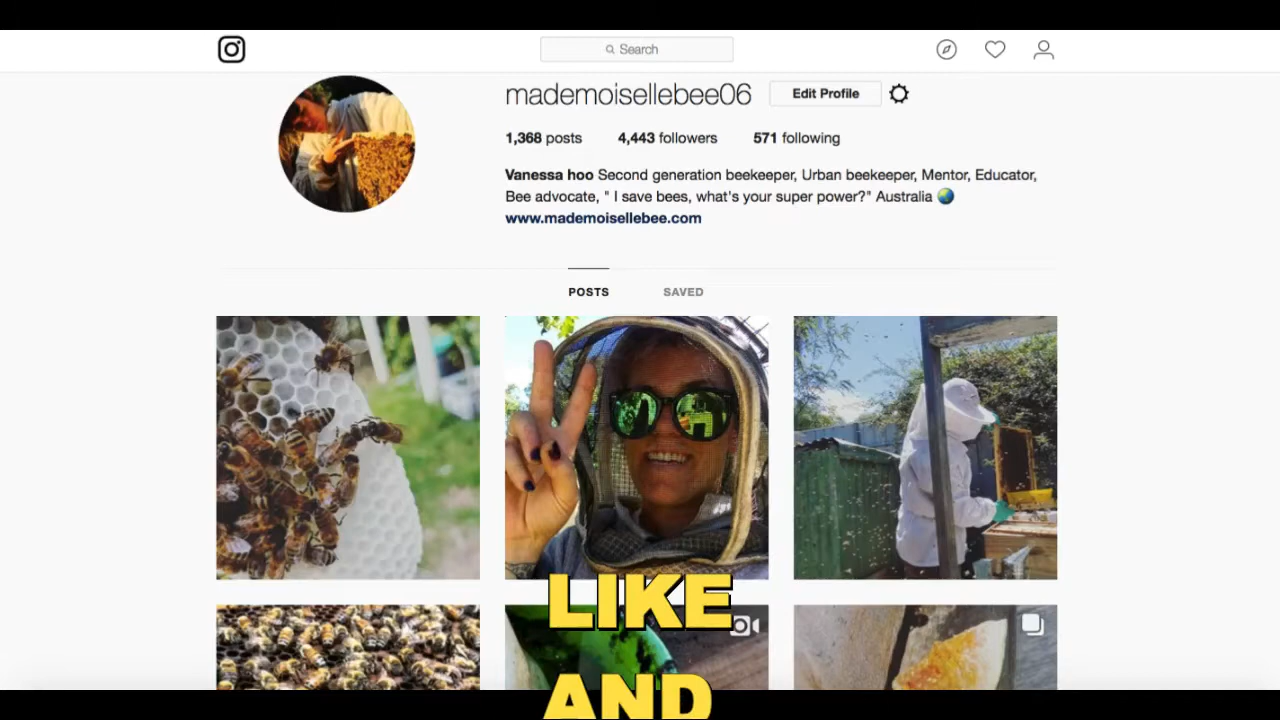 Search
mademoisellebee06 Edit Profile
1,368 posts 4,443 followers 571 following
Vanessa hoo Second generation beekeeper, Urban beekeeper, Mentor, Educator,
Bee advocate, " I save bees, what's your super power?" Australia 🌏
www.mademoisellebee.com
POSTS SAVED
LIKE
AND